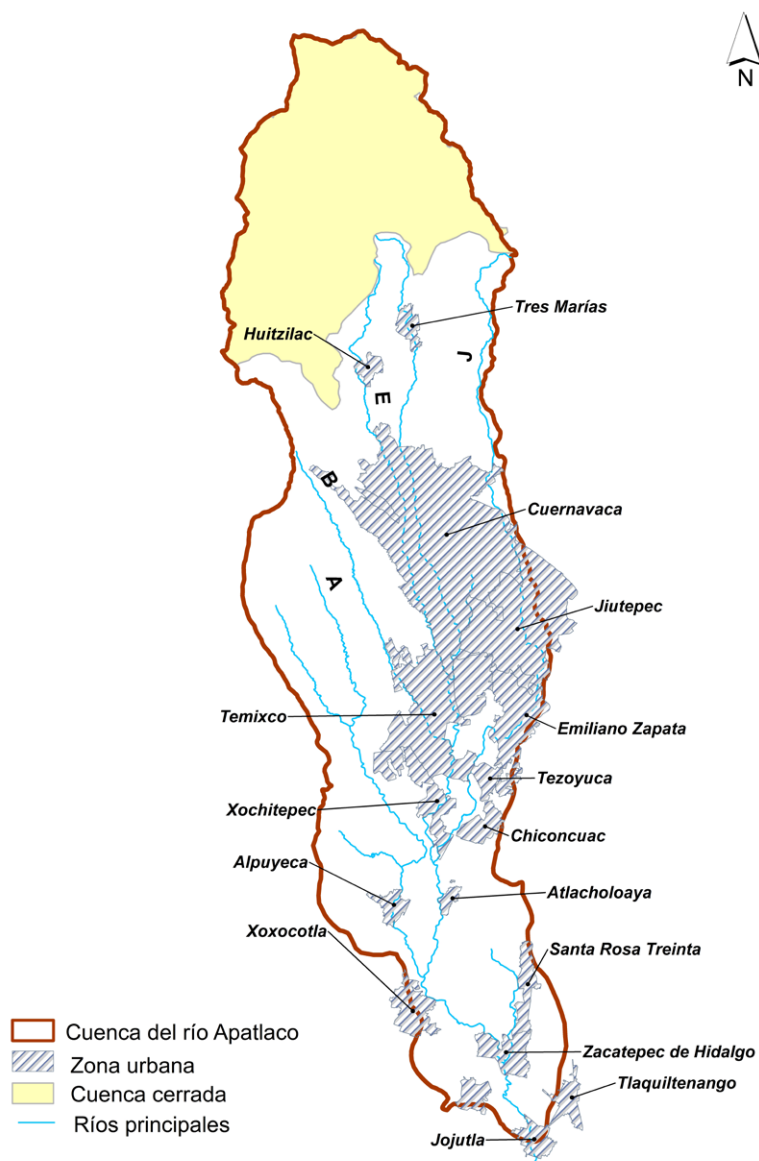 N
Tres Marías
Huitzilac
J
E
B
Cuernavaca
A
Jiutepec
Temixco
Emiliano Zapata
Tezoyuca
Xochitepec
Chiconcuac
Alpuyeca
Atlacholoaya
Xoxocotla
Santa Rosa Treinta
Cuenca del río Apatlaco
Zona urbana
Cuenca cerrada
Ríos principales
Zacatepec de Hidalgo
Tlaquiltenango
Jojutla